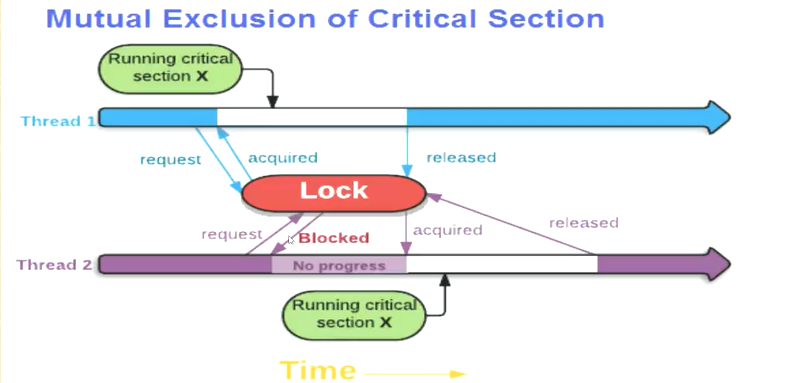 Mutual Exclusion of Critical Section
Running critical
section X
Thread 1
request
acquired
released
Lock
request
Blocked
acquired
released
Thread 2
No progress
Running critical
section X
Time